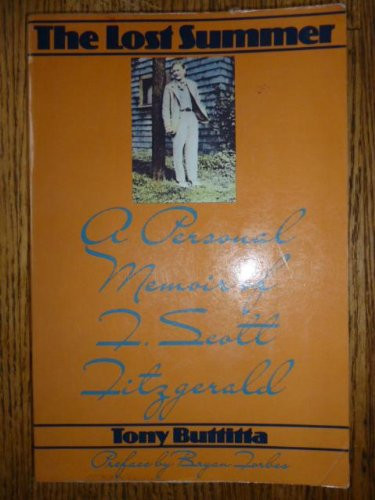 The Lost Summer
A Personal
Memoir of
F. Scott
Fitzgerald
Tony Buttitta
Preface by Bryan Forbes